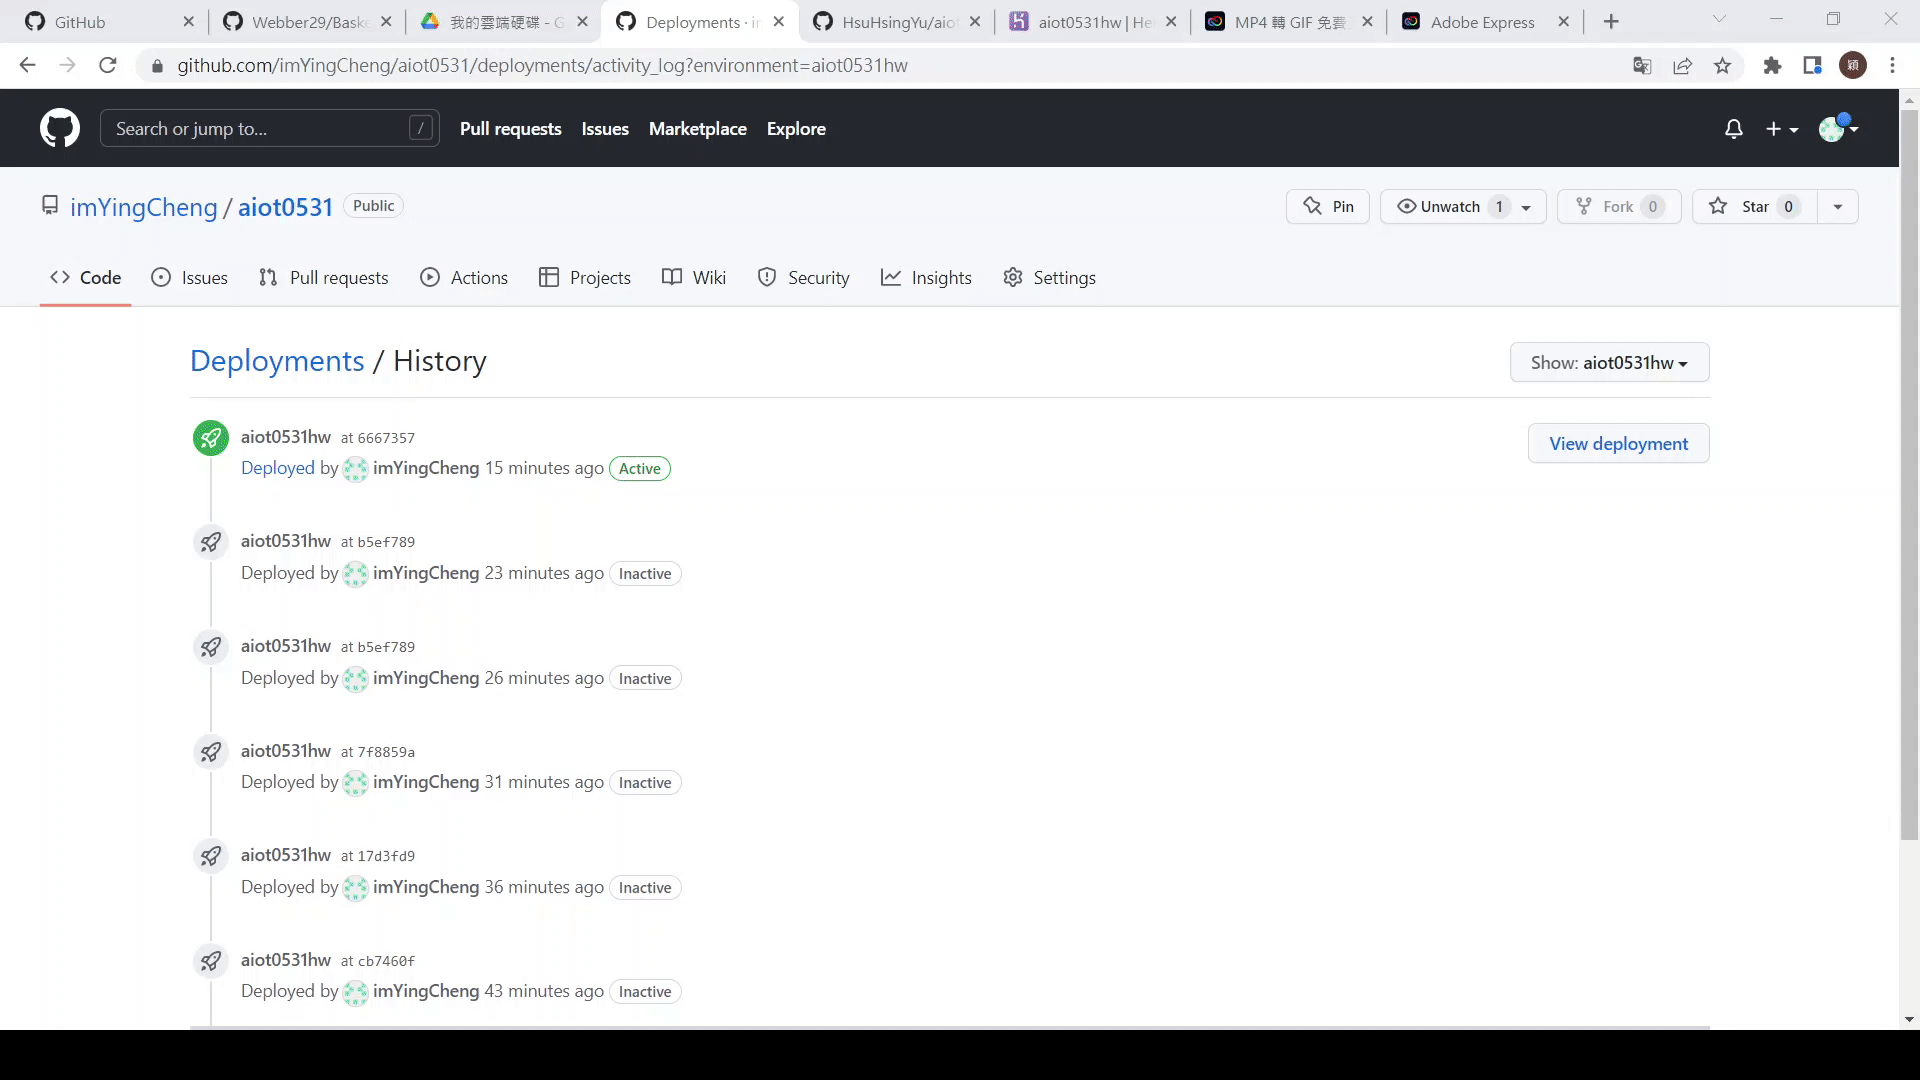 GitHub
Webber29/Baske
我的雲端硬碟 - G
Deployments · in
HsuHsingYu/aiot
aiot0531hw | He
MP4 轉 GIF 免費
Adobe Express
github.com/imYingCheng/aiot0531/deployments/activity_log?environment=aiot0531hw
穎
Search or jump to...
/
Pull requests
Issues
Marketplace
Explore
imYingCheng / aiot0531
Public
Pin
Unwatch 1
Fork 0
Star 0
Code
Issues
Pull requests
Actions
Projects
Wiki
Security
Insights
Settings
Deployments / History
Show: aiot0531hw
aiot0531hw at 6667357
Deployed by imYingCheng 15 minutes ago Active
View deployment
aiot0531hw at b5ef789
Deployed by imYingCheng 23 minutes ago Inactive
aiot0531hw at b5ef789
Deployed by imYingCheng 26 minutes ago Inactive
aiot0531hw at 7f8859a
Deployed by imYingCheng 31 minutes ago Inactive
aiot0531hw at 17d3fd9
Deployed by imYingCheng 36 minutes ago Inactive
aiot0531hw at cb7460f
Deployed by imYingCheng 43 minutes ago Inactive